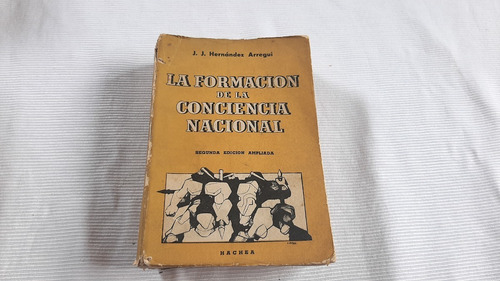 J. J. Hernández Arregui
LA FORMACION
DE LA
CONCIENCIA
NACIONAL
SEGUNDA EDICION AMPLIADA
HACHEA